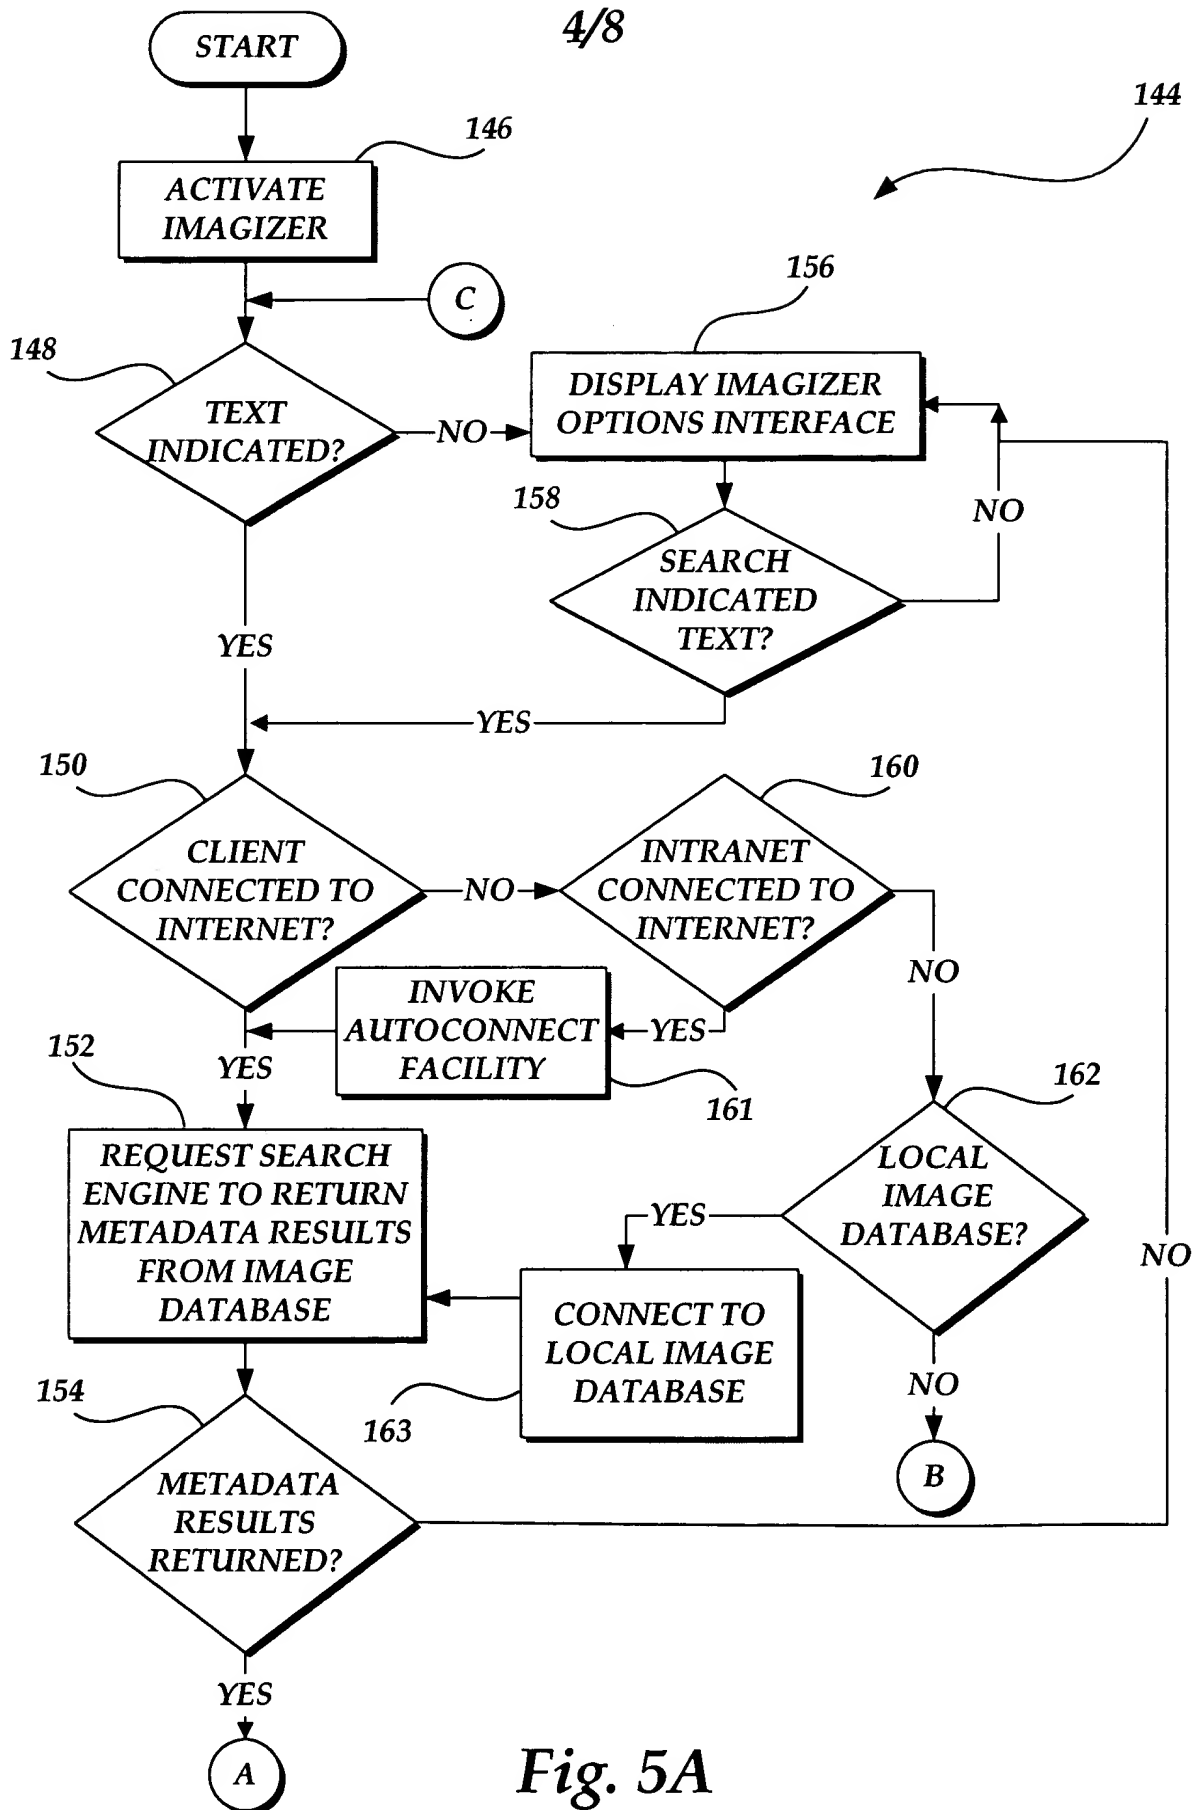 4/8
START
144
146
ACTIVATE
IMAGIZER
C
156
148
DISPLAY IMAGIZER
OPTIONS INTERFACE
TEXT
INDICATED?
NO
158
NO
SEARCH
INDICATED
TEXT?
YES
YES
150
160
CLIENT
CONNECTED TO
INTERNET?
NO
INTRANET
CONNECTED TO
INTERNET?
NO
INVOKE
AUTOCONNECT
FACILITY
YES
152
YES
161
162
REQUEST SEARCH
ENGINE TO RETURN
METADATA RESULTS
FROM IMAGE
DATABASE
LOCAL
IMAGE
DATABASE?
YES
NO
CONNECT TO
LOCAL IMAGE
DATABASE
163
NO
154
B
METADATA
RESULTS
RETURNED?
YES
A
Fig. 5A